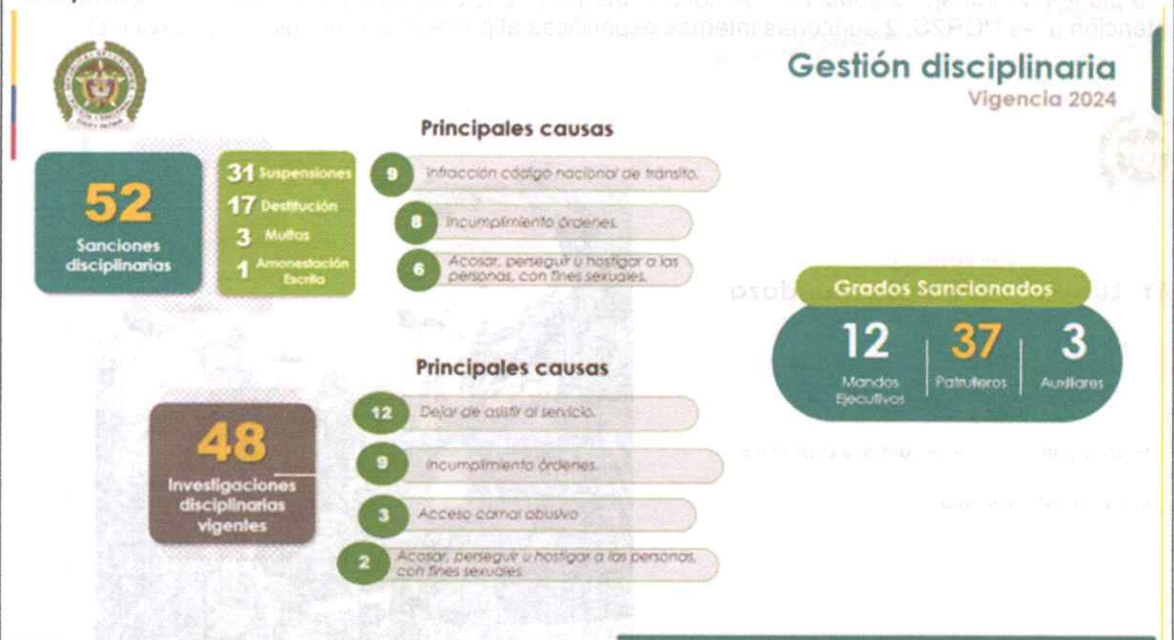 Gestión disciplinaria
Vigencia 2024
52
Sanciones
disciplinarias
31 Suspensiones
17 Destitución
3 Multas
1 Amonestación
Escrita
Principales causas
9 Infracción código nacional de tránsito.
8 Incumplimiento órdenes.
6 Acosar, perseguir u hostigar a las
personas, con fines sexuales.
Grados Sancionados
12
Mandos
Ejecutivos
37
Patrulleros
3
Auxiliares
48
Investigaciones
disciplinarias
vigentes
Principales causas
12 Dejar de asistir al servicio.
9 Incumplimiento órdenes.
3 Acceso carnal abusivo
2 Acosar, perseguir u hostigar a las personas,
con fines sexuales